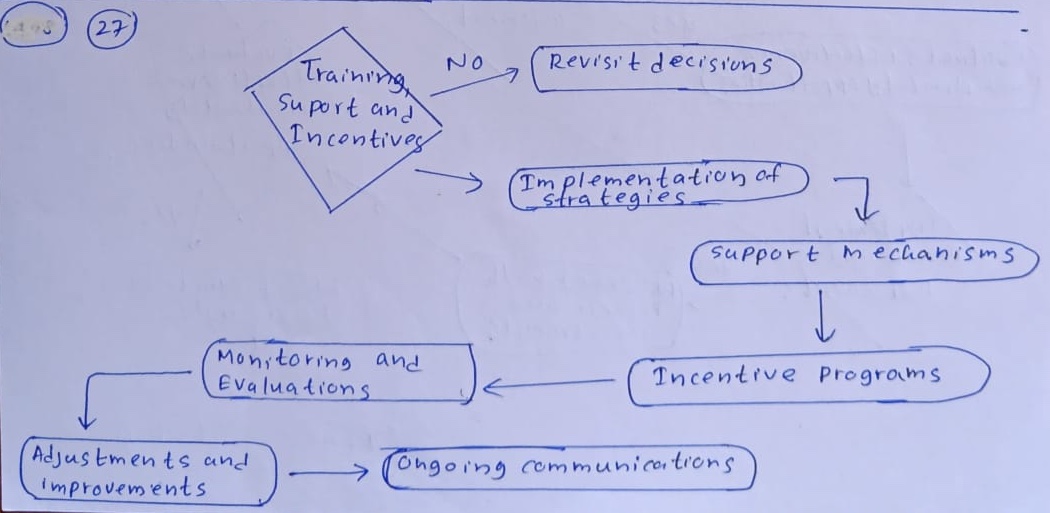 27
Training,
Suport and
Incentives
NO
Revisit decisions
Implementation of
strategies
Support mechanisms
Incentive programs
Monitoring and
Evaluations
Adjustments and
improvements
Ongoing communications